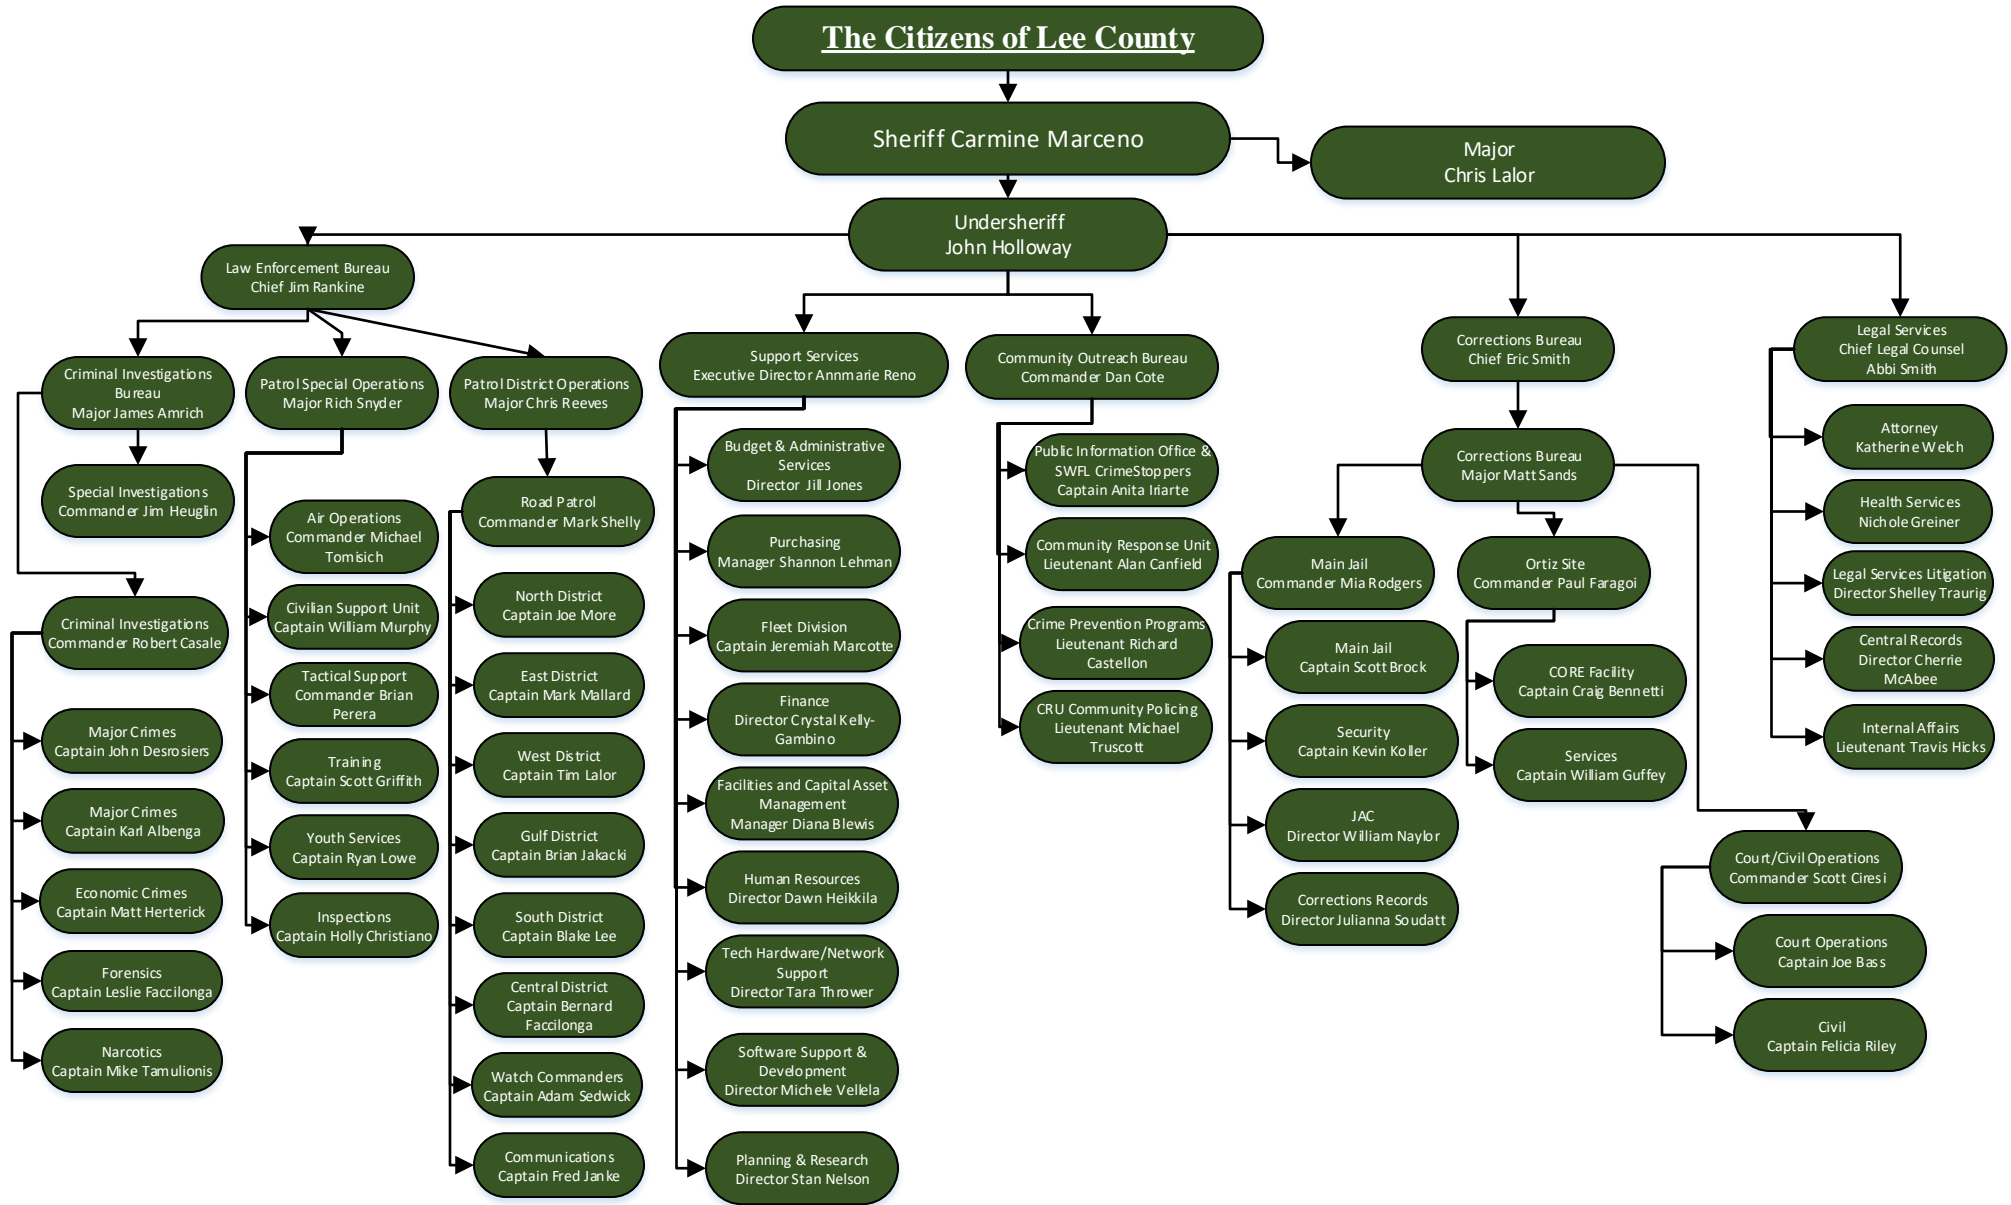 The Citizens of Lee County
Sheriff Carmine Marceno
Major
Chris Lalor
Undersheriff
John Holloway
Law Enforcement Bureau
Chief Jim Rankine
Criminal Investigations
Bureau
Major James Amrich
Special Investigations
Commander Jim Heuglin
Criminal Investigations
Commander Robert Casale
Major Crimes
Captain John Desrosiers
Major Crimes
Captain Karl Albenga
Economic Crimes
Captain Matt Herterick
Forensics
Captain Leslie Faccilonga
Narcotics
Captain Mike Tamulionis
Patrol Special Operations
Major Rich Snyder
Air Operations
Commander Michael
Tomisich
Civilian Support Unit
Captain William Murphy
Tactical Support
Commander Brian
Perera
Training
Captain Scott Griffith
Youth Services
Captain Ryan Lowe
Inspections
Captain Holly Christiano
Patrol District Operations
Major Chris Reeves
Road Patrol
Commander Mark Shelly
North District
Captain Joe More
East District
Captain Mark Mallard
West District
Captain Tim Lalor
Gulf District
Captain Brian Jakacki
South District
Captain Blake Lee
Central District
Captain Bernard
Faccilonga
Watch Commanders
Captain Adam Sedwick
Communications
Captain Fred Janke
Support Services
Executive Director Annmarie Reno
Budget & Administrative
Services
Director Jill Jones
Purchasing
Manager Shannon Lehman
Fleet Division
Captain Jeremiah Marcotte
Finance
Director Crystal Kelly-
Gambino
Facilities and Capital Asset
Management
Manager Diana Blewis
Human Resources
Director Dawn Heikkila
Tech Hardware/Network
Support
Director Tara Thrower
Software Support &
Development
Director Michele Vellela
Planning & Research
Director Stan Nelson
Community Outreach Bureau
Commander Dan Cote
Public Information Office &
SWFL CrimeStoppers
Captain Anita Iriarte
Community Response Unit
Lieutenant Alan Canfield
Crime Prevention Programs
Lieutenant Richard
Castellon
CRU Community Policing
Lieutenant Michael
Truscott
Corrections Bureau
Chief Eric Smith
Corrections Bureau
Major Matt Sands
Main Jail
Commander Mia Rodgers
Main Jail
Captain Scott Brock
Security
Captain Kevin Koller
JAC
Director William Naylor
Corrections Records
Director Julianna Soudatt
Ortiz Site
Commander Paul Faragoi
CORE Facility
Captain Craig Bennetti
Services
Captain William Guffey
Court/Civil Operations
Commander Scott Ciresi
Court Operations
Captain Joe Bass
Civil
Captain Felicia Riley
Legal Services
Chief Legal Counsel
Abbi Smith
Attorney
Katherine Welch
Health Services
Nichole Greiner
Legal Services Litigation
Director Shelley Traurig
Central Records
Director Cherrie
McAbee
Internal Affairs
Lieutenant Travis Hicks